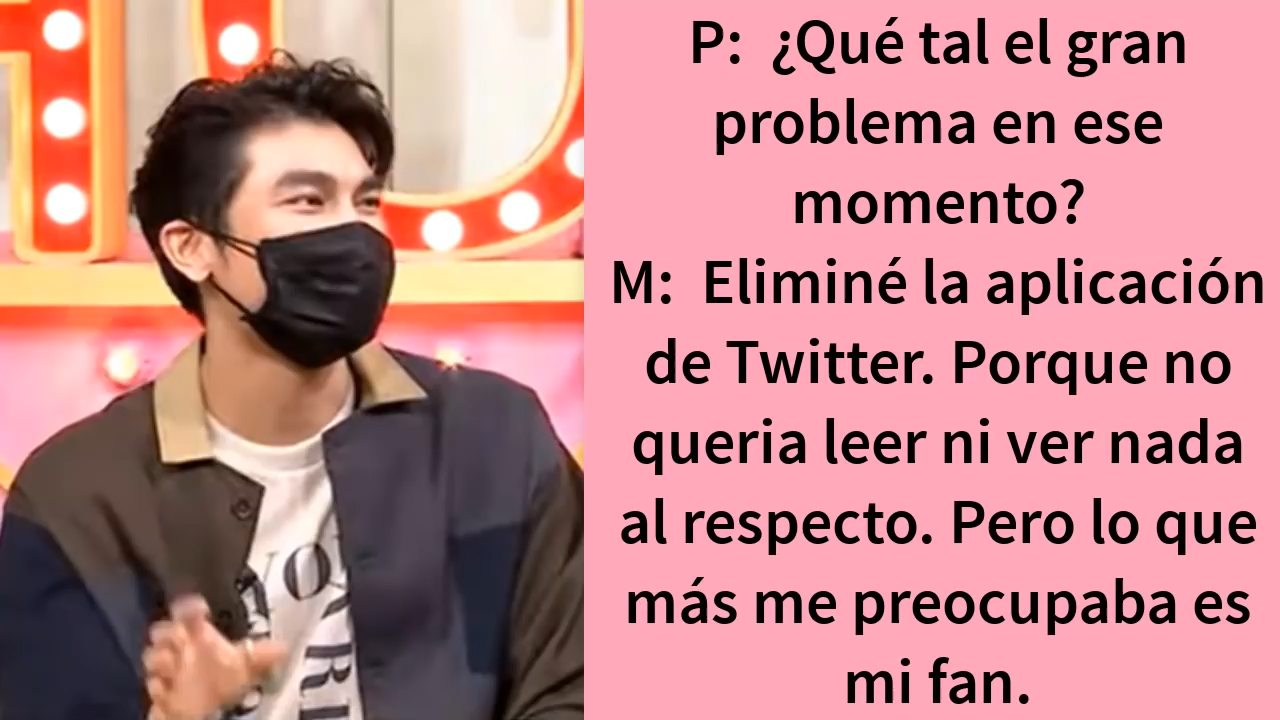 P: ¿Qué tal el gran
problema en ese
momento?
M: Eliminé la aplicación
de Twitter. Porque no
queria leer ni ver nada
al respecto. Pero lo que
más me preocupaba es
mi fan.